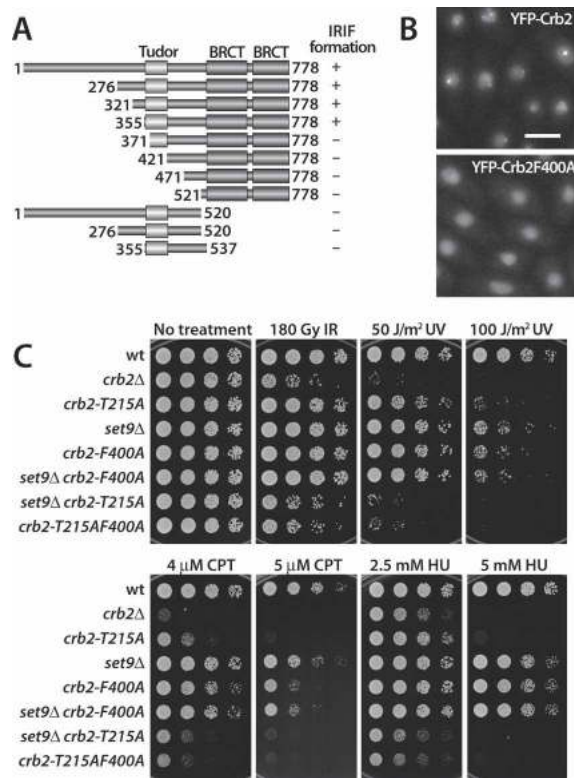 A
IRIF
formation
Tudor BRCT BRCT
1 778 +
276 778 +
321 778 +
355 778 +
371 778 –
421 778 –
471 778 –
521 778 –
1 520 –
276 520 –
355 537 –
B
YFP-Crb2
YFP-Crb2F400A
C
No treatment 180 Gy IR 50 J/m² UV 100 J/m² UV
wt
crb2Δ
crb2-T215A
set9Δ
crb2-F400A
set9Δ crb2-F400A
set9Δ crb2-T215A
crb2-T215AF400A
4 μM CPT 5 μM CPT 2.5 mM HU 5 mM HU
wt
crb2Δ
crb2-T215A
set9Δ
crb2-F400A
set9Δ crb2-F400A
set9Δ crb2-T215A
crb2-T215AF400A